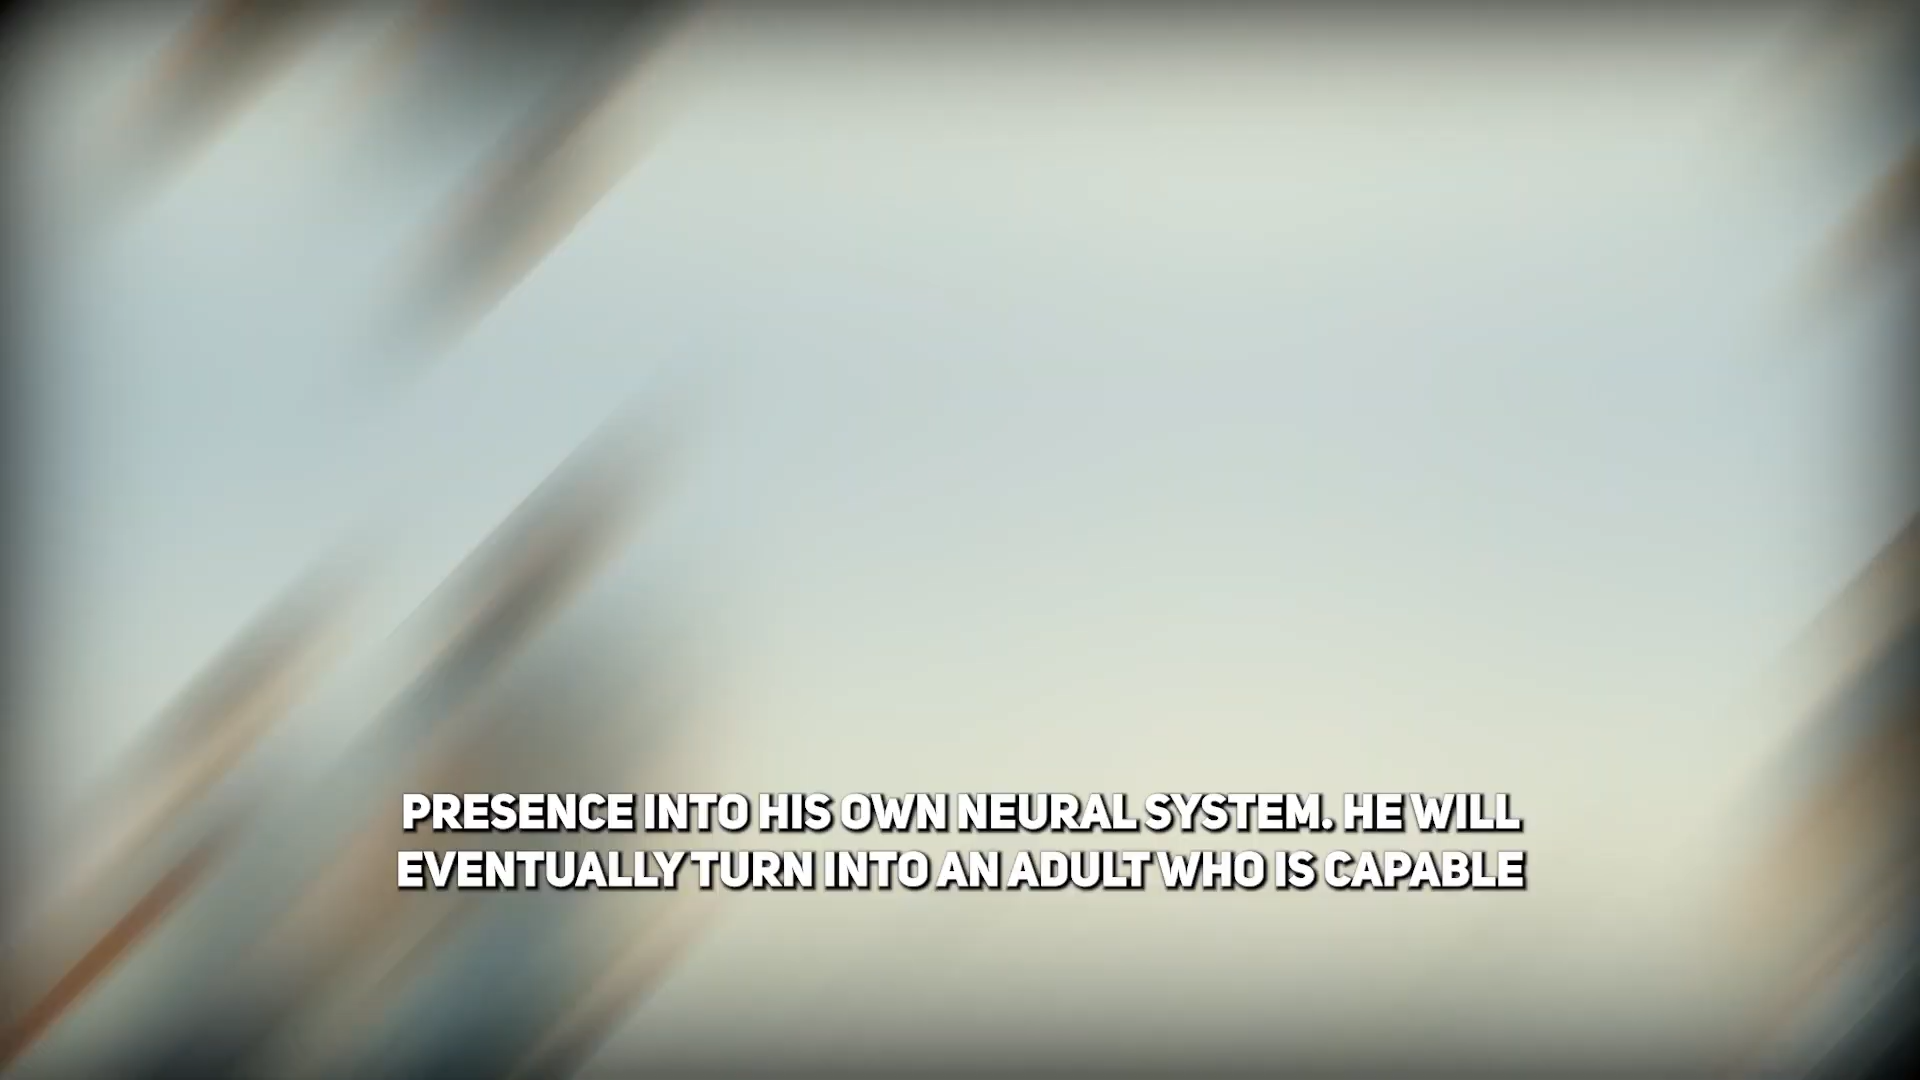 PRESENCE INTO HIS OWN NEURAL SYSTEM. HE WILL
EVENTUALLY TURN INTO AN ADULT WHO IS CAPABLE